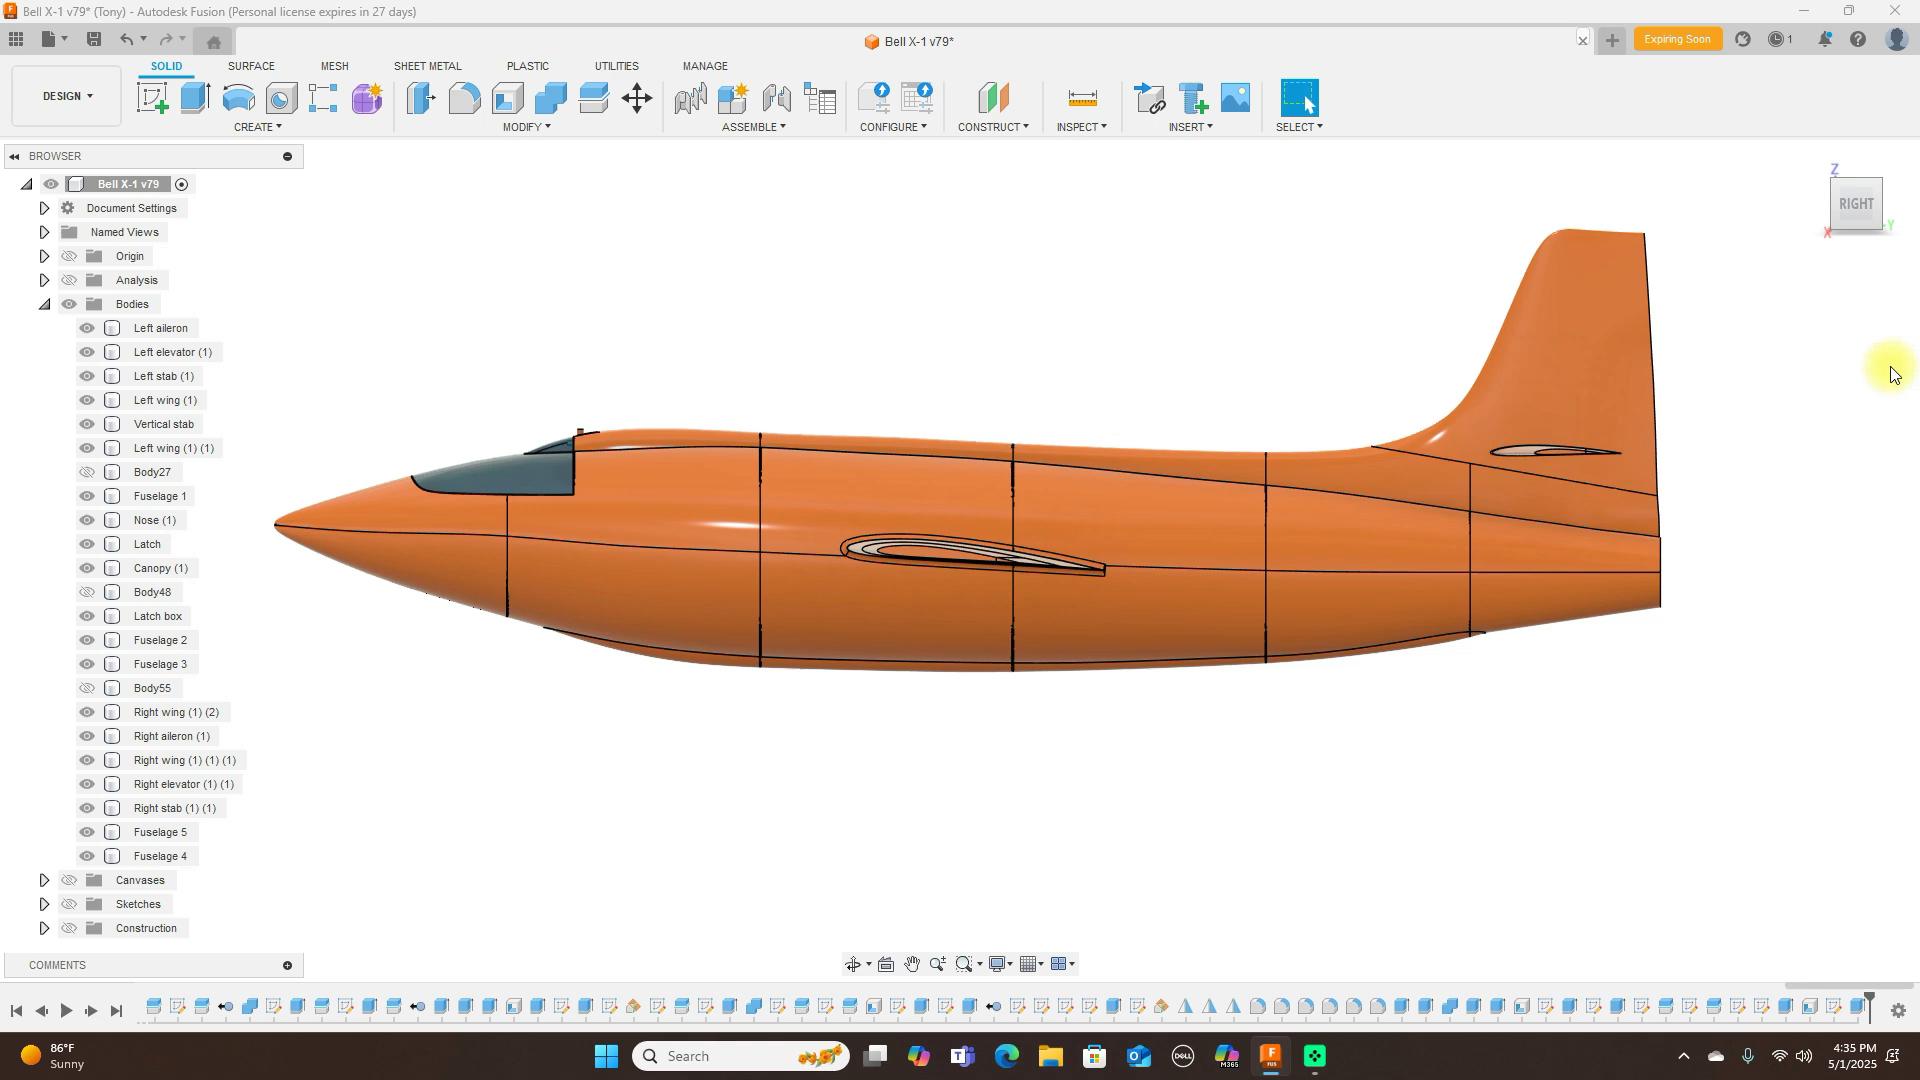 Bell X-1 v79* (Tony) - Autodesk Fusion (Personal license expires in 27 days)
Bell X-1 v79*
Expiring Soon
1
DESIGN
SOLID
SURFACE
MESH
SHEET METAL
PLASTIC
UTILITIES
MANAGE
CREATE
MODIFY
ASSEMBLE
CONFIGURE
CONSTRUCT
INSPECT
INSERT
SELECT
BROWSER
Bell X-1 v79
Document Settings
Named Views
Origin
Analysis
Bodies
Left aileron
Left elevator (1)
Left stab (1)
Left wing (1)
Vertical stab
Left wing (1) (1)
Body27
Fuselage 1
Nose (1)
Latch
Canopy (1)
Body48
Latch box
Fuselage 2
Fuselage 3
Body55
Right wing (1) (2)
Right aileron (1)
Right wing (1) (1) (1)
Right elevator (1) (1)
Right stab (1) (1)
Fuselage 5
Fuselage 4
Canvases
Sketches
Construction
Z
RIGHT
X
-Y
COMMENTS
86°F
Sunny
Search
DELL
M365
F
FUS
4:35 PM
5/1/2025